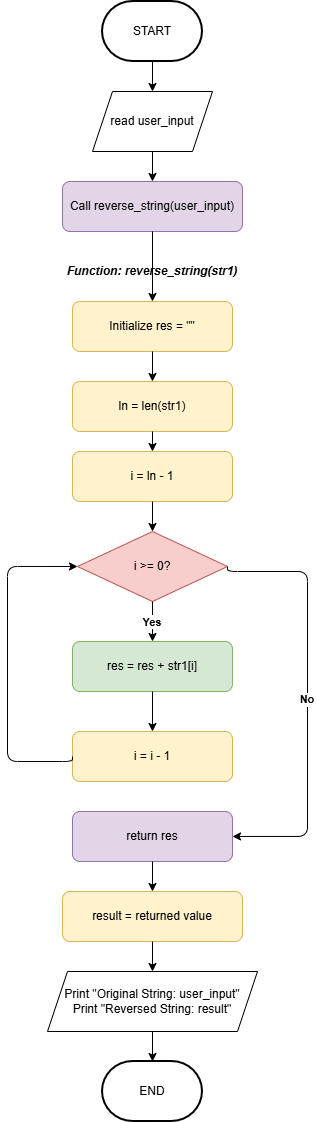 START
read user_input
Call reverse_string(user_input)
Function: reverse_string(str1)
Initialize res = ""
ln = len(str1)
i = ln - 1
i >= 0?
Yes
res = res + str1[i]
No
i = i - 1
return res
result = returned value
Print "Original String: user_input"
Print "Reversed String: result"
END